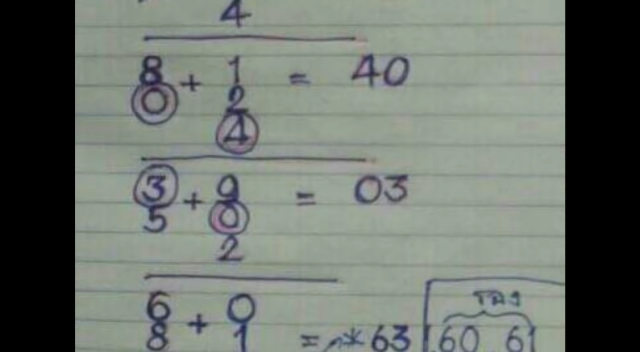 4
8 + 1 = 40
0 2
4
3 + 9 = 03
5 0
2
6 + 0
8 1 = * 63 60 61